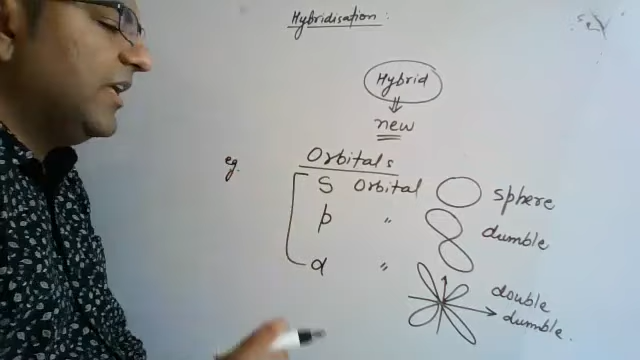 Hybridisation :
Hybrid
new
eg.
Orbitals
S Orbital sphere
p " dumble
d " double
dumble.